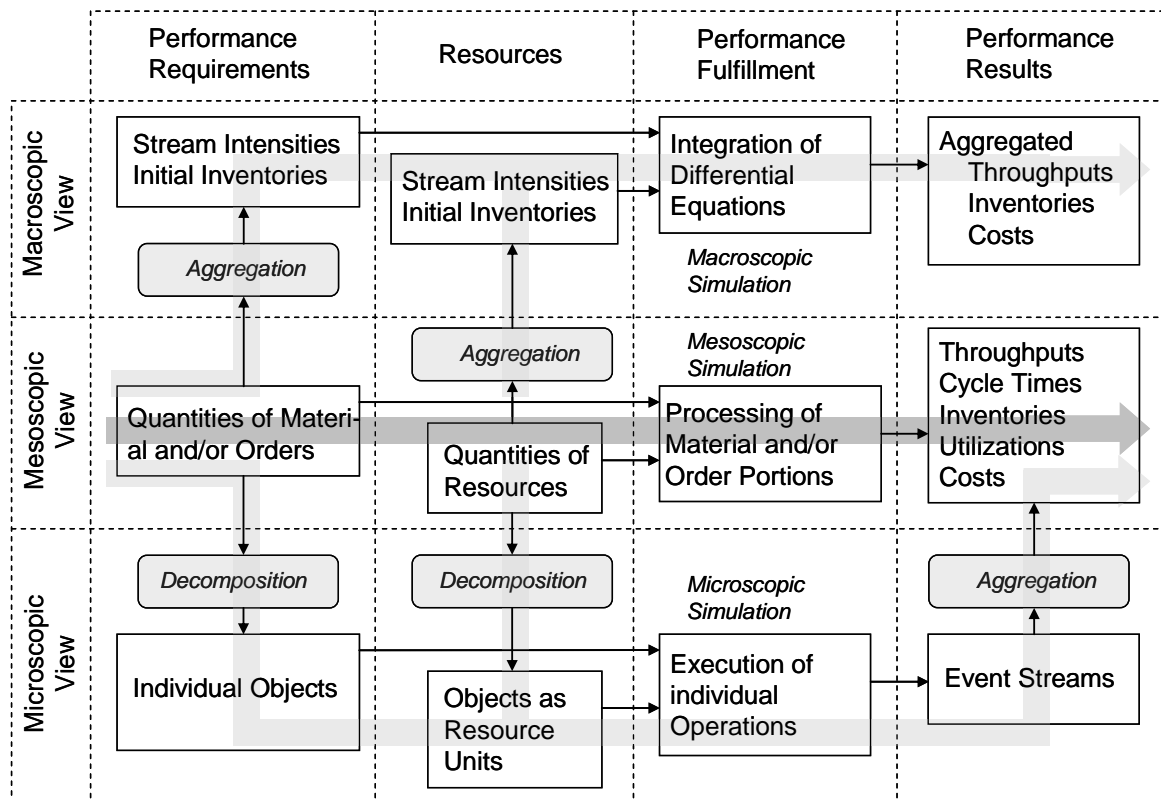 Performance
Requirements
Resources
Performance
Fulfillment
Performance
Results
Macroscopic
View
Stream Intensities
Initial Inventories
Aggregation
Stream Intensities
Initial Inventories
Integration of
Differential
Equations
Macroscopic
Simulation
Aggregated
Throughputs
Inventories
Costs
Mesoscopic
View
Quantities of Materi-
al and/or Orders
Aggregation
Quantities of
Resources
Mesoscopic
Simulation
Processing of
Material and/or
Order Portions
Throughputs
Cycle Times
Inventories
Utilizations
Costs
Microscopic
View
Decomposition
Individual Objects
Decomposition
Objects as
Resource
Units
Microscopic
Simulation
Execution of
individual
Operations
Aggregation
Event Streams